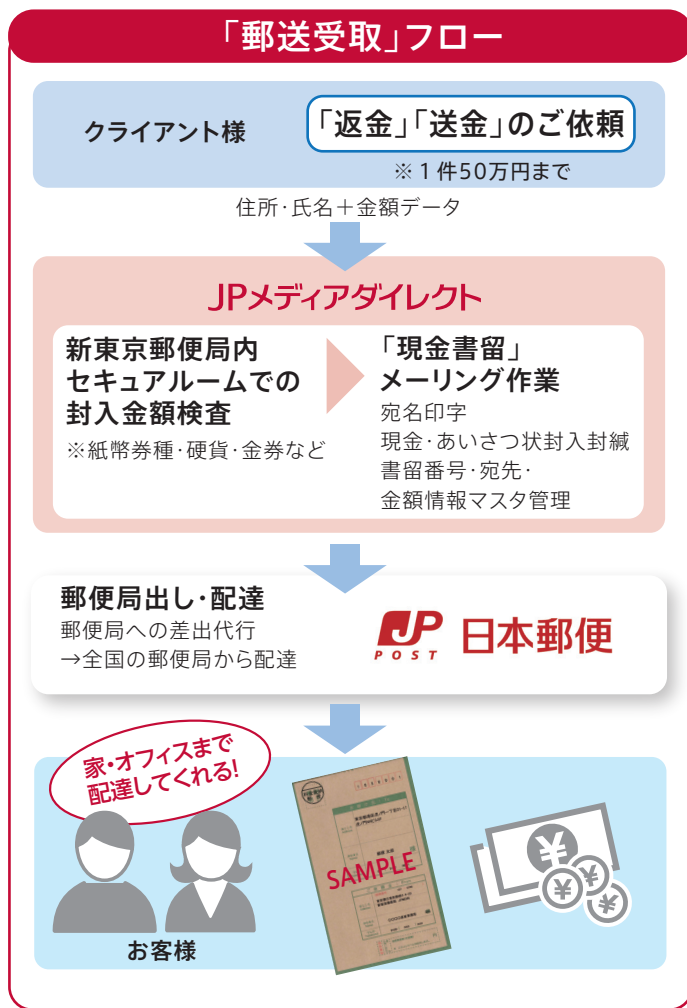 「郵送受取」フロー
クライアント様
「返金」「送金」のご依頼
※1件50万円まで
住所・氏名＋金額データ
JPメディアダイレクト
新東京郵便局内
セキュアルームでの
封入金額検査
※紙幣券種・硬貨・金券など
「現金書留」
メーリング作業
宛名印字
現金・あいさつ状封入封緘
書留番号・宛先・
金額情報マスタ管理
郵便局出し・配達
郵便局への差出代行
→全国の郵便局から配達
JP
POST
日本郵便
家・オフィスまで
配達してくれる!
SAMPLE
¥
¥
¥
¥
お客様